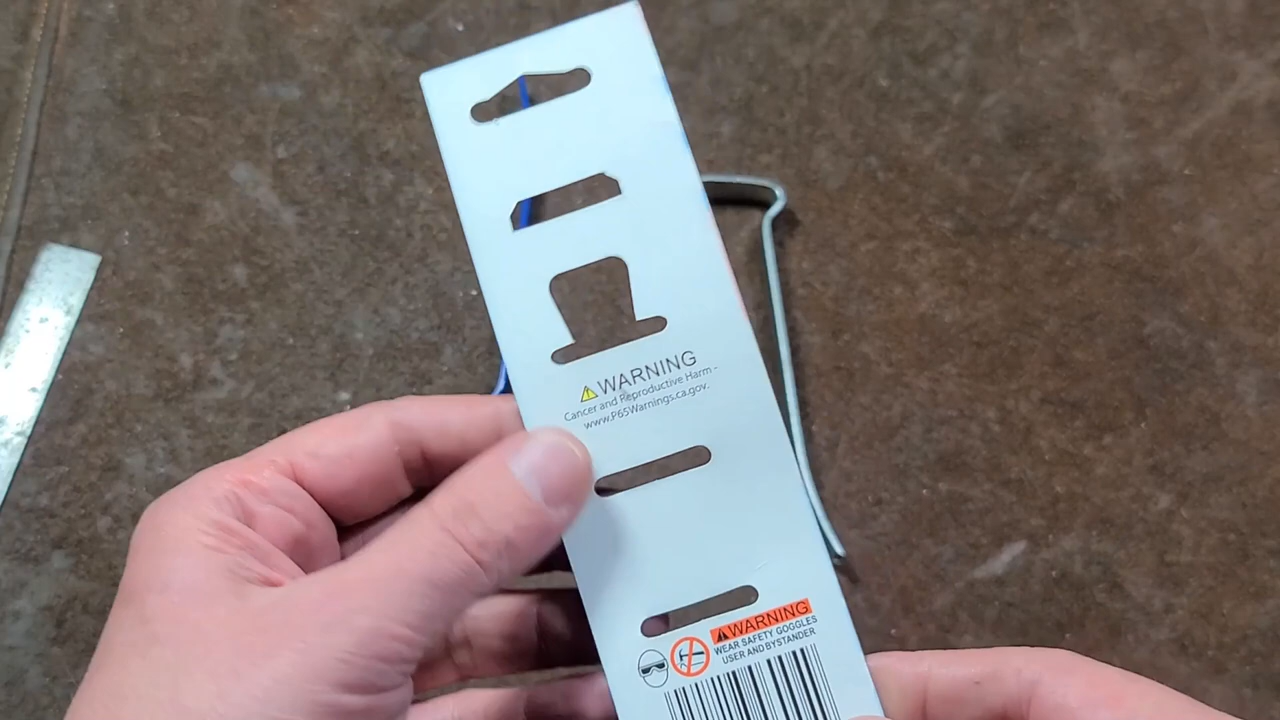 WARNING
Cancer and Reproductive Harm -
www.P65Warnings.ca.gov.
WARNING
WEAR SAFETY GOGGLES
USER AND BYSTANDER